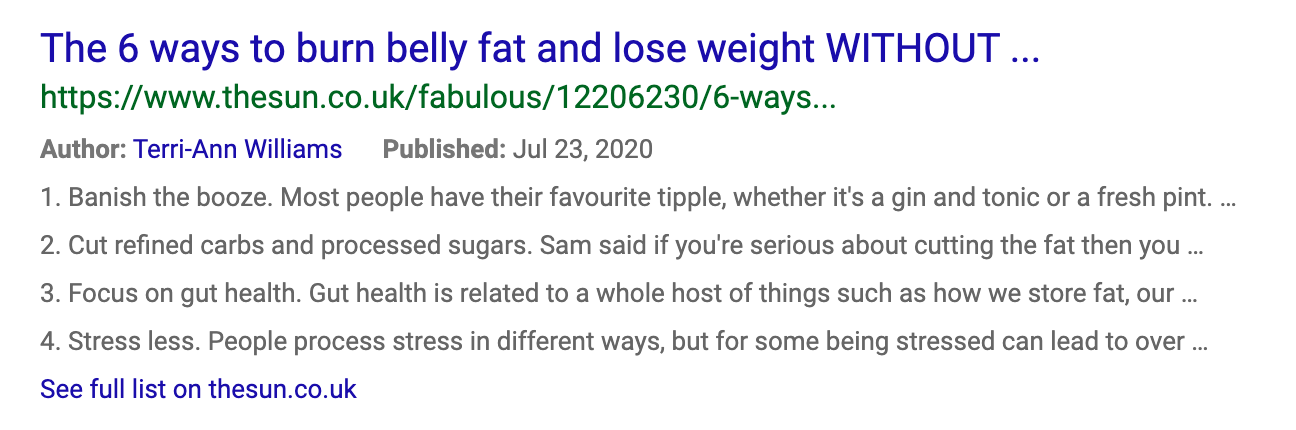 The 6 ways to burn belly fat and lose weight WITHOUT ...
https://www.thesun.co.uk/fabulous/12206230/6-ways...
Author: Terri-Ann Williams Published: Jul 23, 2020
1. Banish the booze. Most people have their favourite tipple, whether it's a gin and tonic or a fresh pint. ...
2. Cut refined carbs and processed sugars. Sam said if you're serious about cutting the fat then you ...
3. Focus on gut health. Gut health is related to a whole host of things such as how we store fat, our ...
4. Stress less. People process stress in different ways, but for some being stressed can lead to over ...
See full list on thesun.co.uk